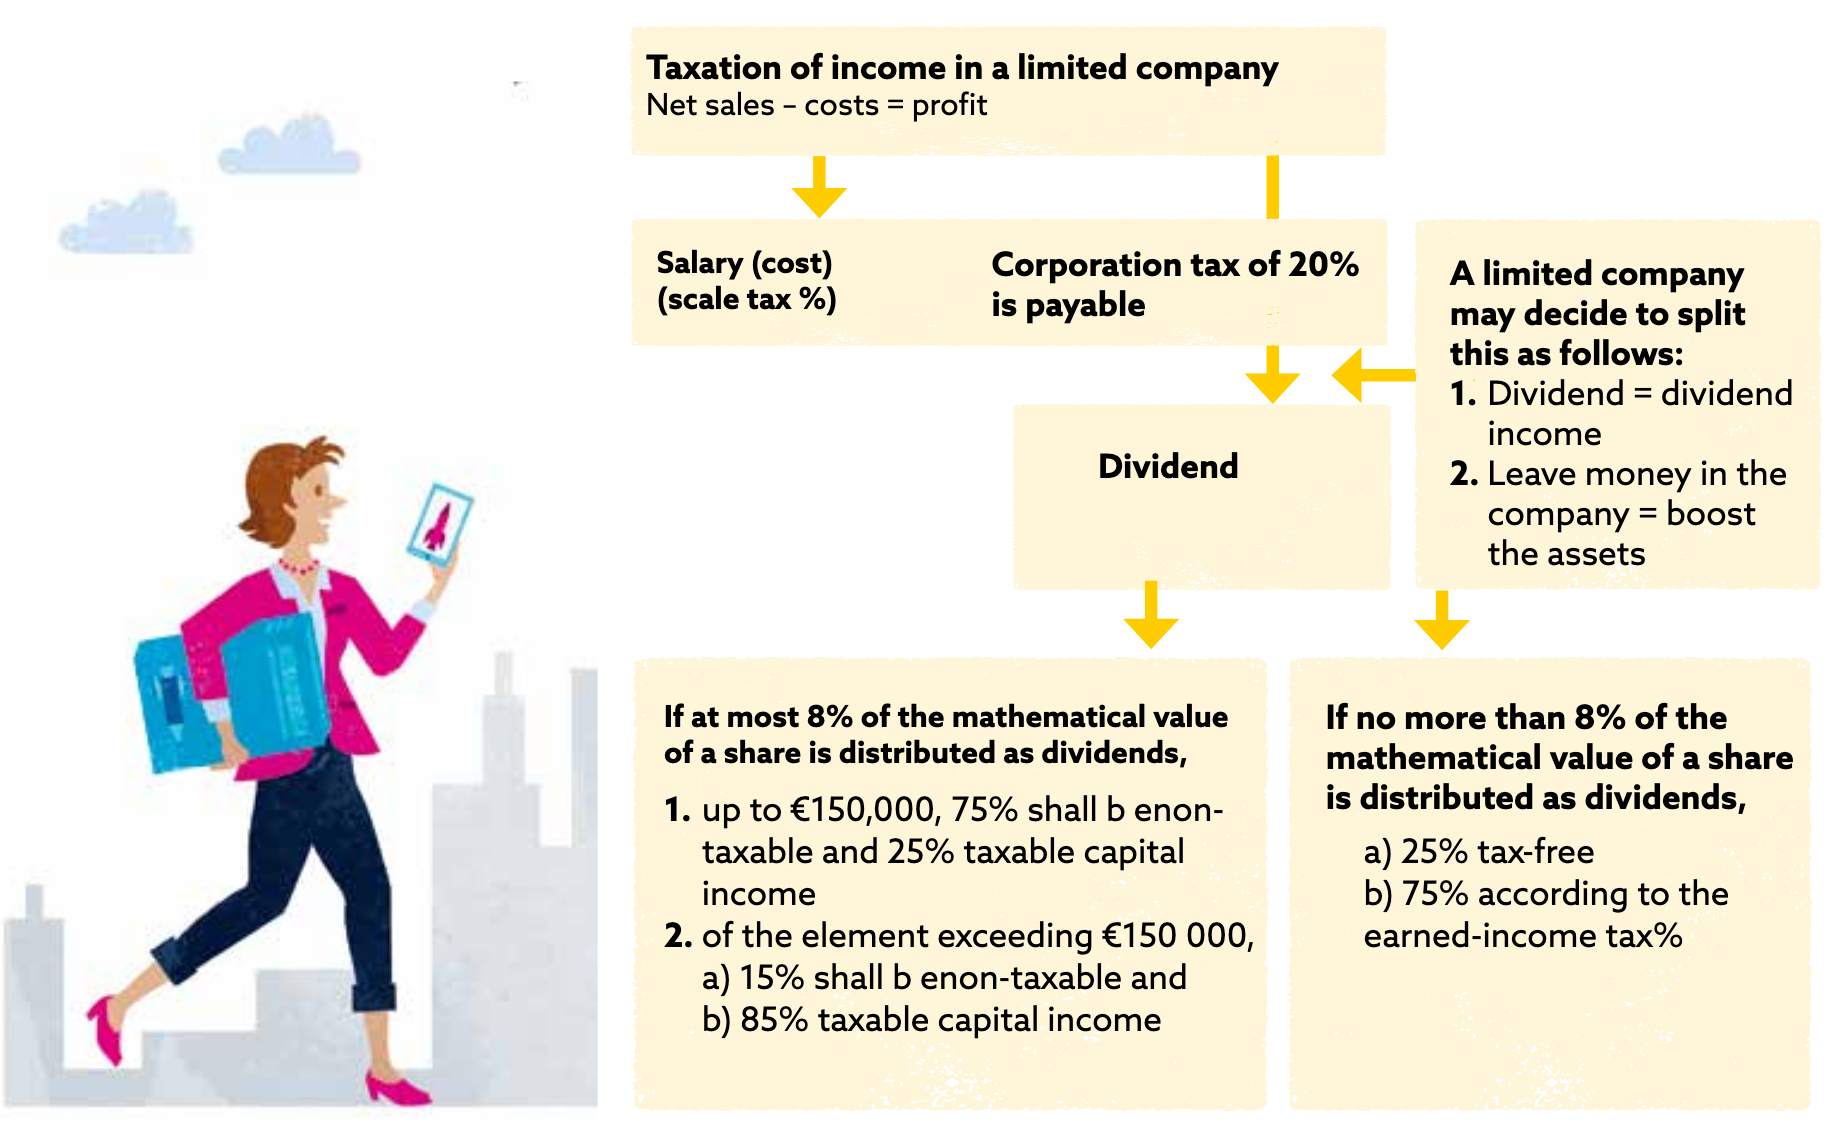 Taxation of income in a limited company
Net sales – costs = profit
Salary (cost)
(scale tax %)
Corporation tax of 20%
is payable
A limited company
may decide to split
this as follows:
1. Dividend = dividend
income
2. Leave money in the
company = boost
the assets
Dividend
If at most 8% of the mathematical value
of a share is distributed as dividends,
1. up to €150,000, 75% shall b enon-
taxable and 25% taxable capital
income
2. of the element exceeding €150 000,
a) 15% shall b enon-taxable and
b) 85% taxable capital income
If no more than 8% of the
mathematical value of a share
is distributed as dividends,
a) 25% tax-free
b) 75% according to the
earned-income tax%